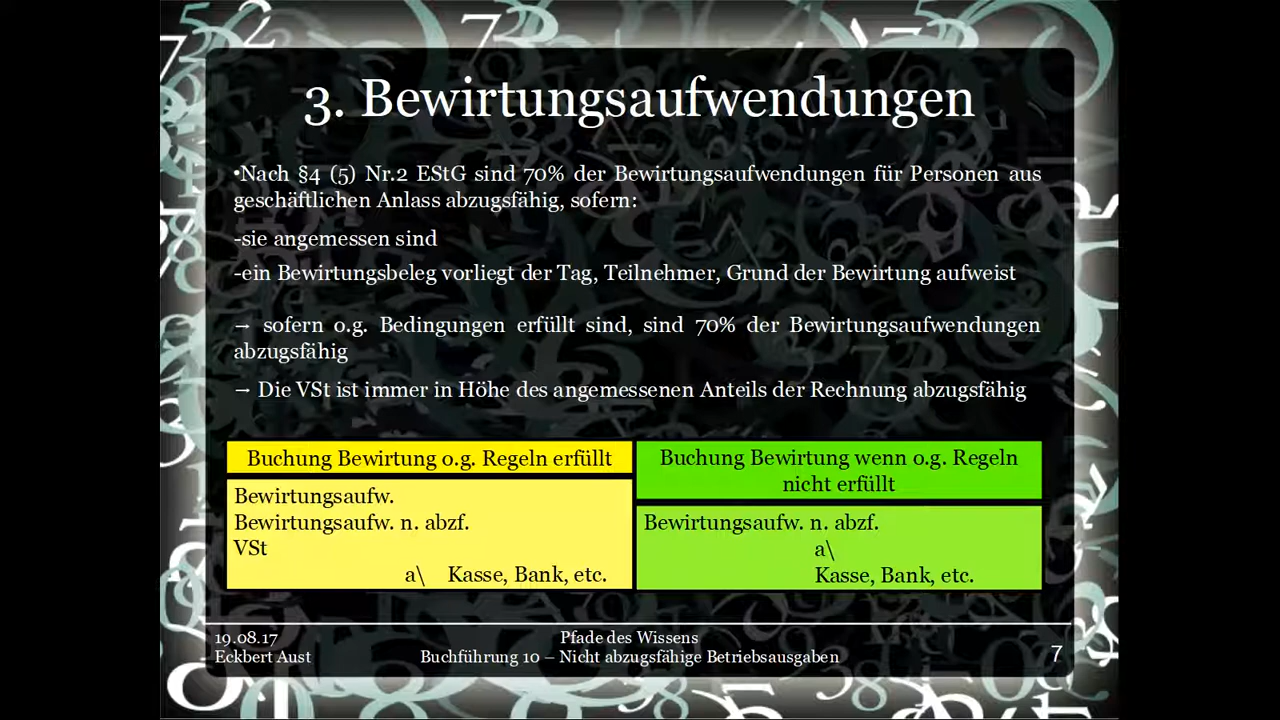 3. Bewirtungsaufwendungen
•Nach §4 (5) Nr.2 EStG sind 70% der Bewirtungsaufwendungen für Personen aus
geschäftlichen Anlass abzugsfähig, sofern:
-sie angemessen sind
-ein Bewirtungsbeleg vorliegt der Tag, Teilnehmer, Grund der Bewirtung aufweist
→ sofern o.g. Bedingungen erfüllt sind, sind 70% der Bewirtungsaufwendungen
abzugsfähig
→ Die VSt ist immer in Höhe des angemessenen Anteils der Rechnung abzugsfähig
Buchung Bewirtung o.g. Regeln erfüllt
Bewirtungsaufw.
Bewirtungsaufw. n. abzf.
VSt
a\ Kasse, Bank, etc.
Buchung Bewirtung wenn o.g. Regeln
nicht erfüllt
Bewirtungsaufw. n. abzf.
a\
Kasse, Bank, etc.
19.08.17
Eckbert Aust
Pfade des Wissens
Buchführung 10 – Nicht abzugsfähige Betriebsausgaben
7